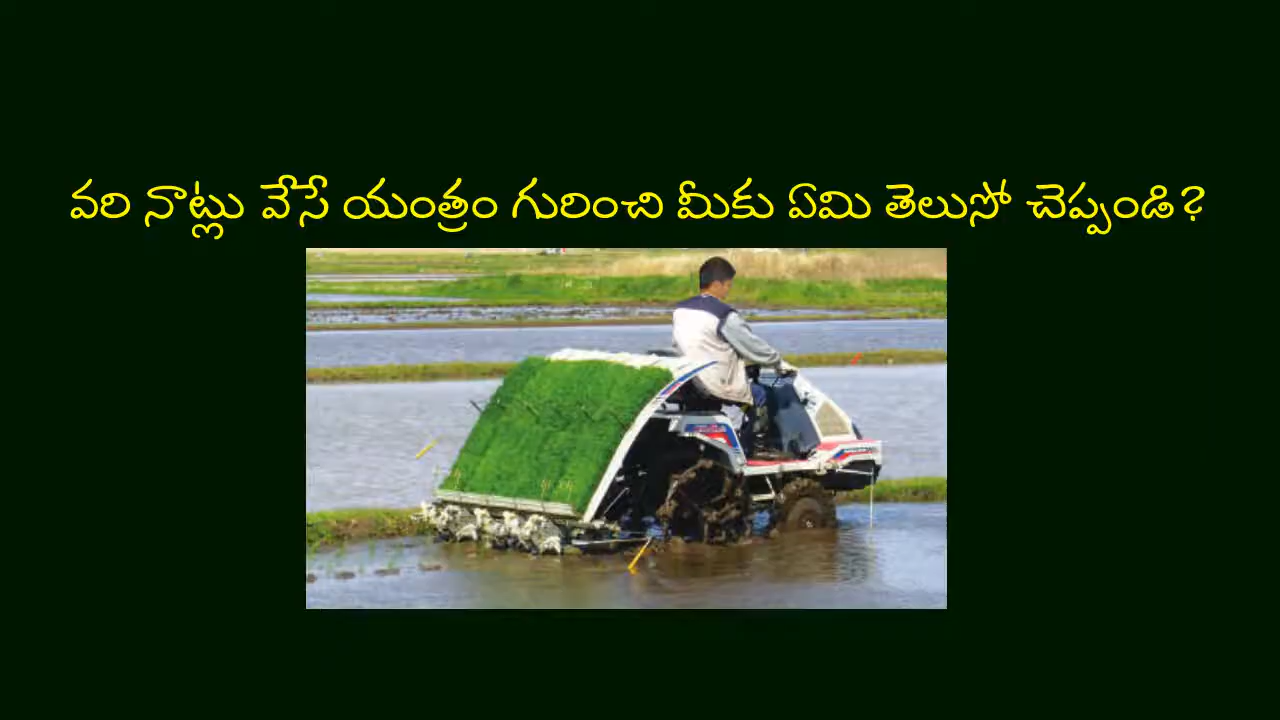 వరి నాట్లు వేసే యంత్రం గురించి మీకు ఏమి తెలుసో చెప్పండి?